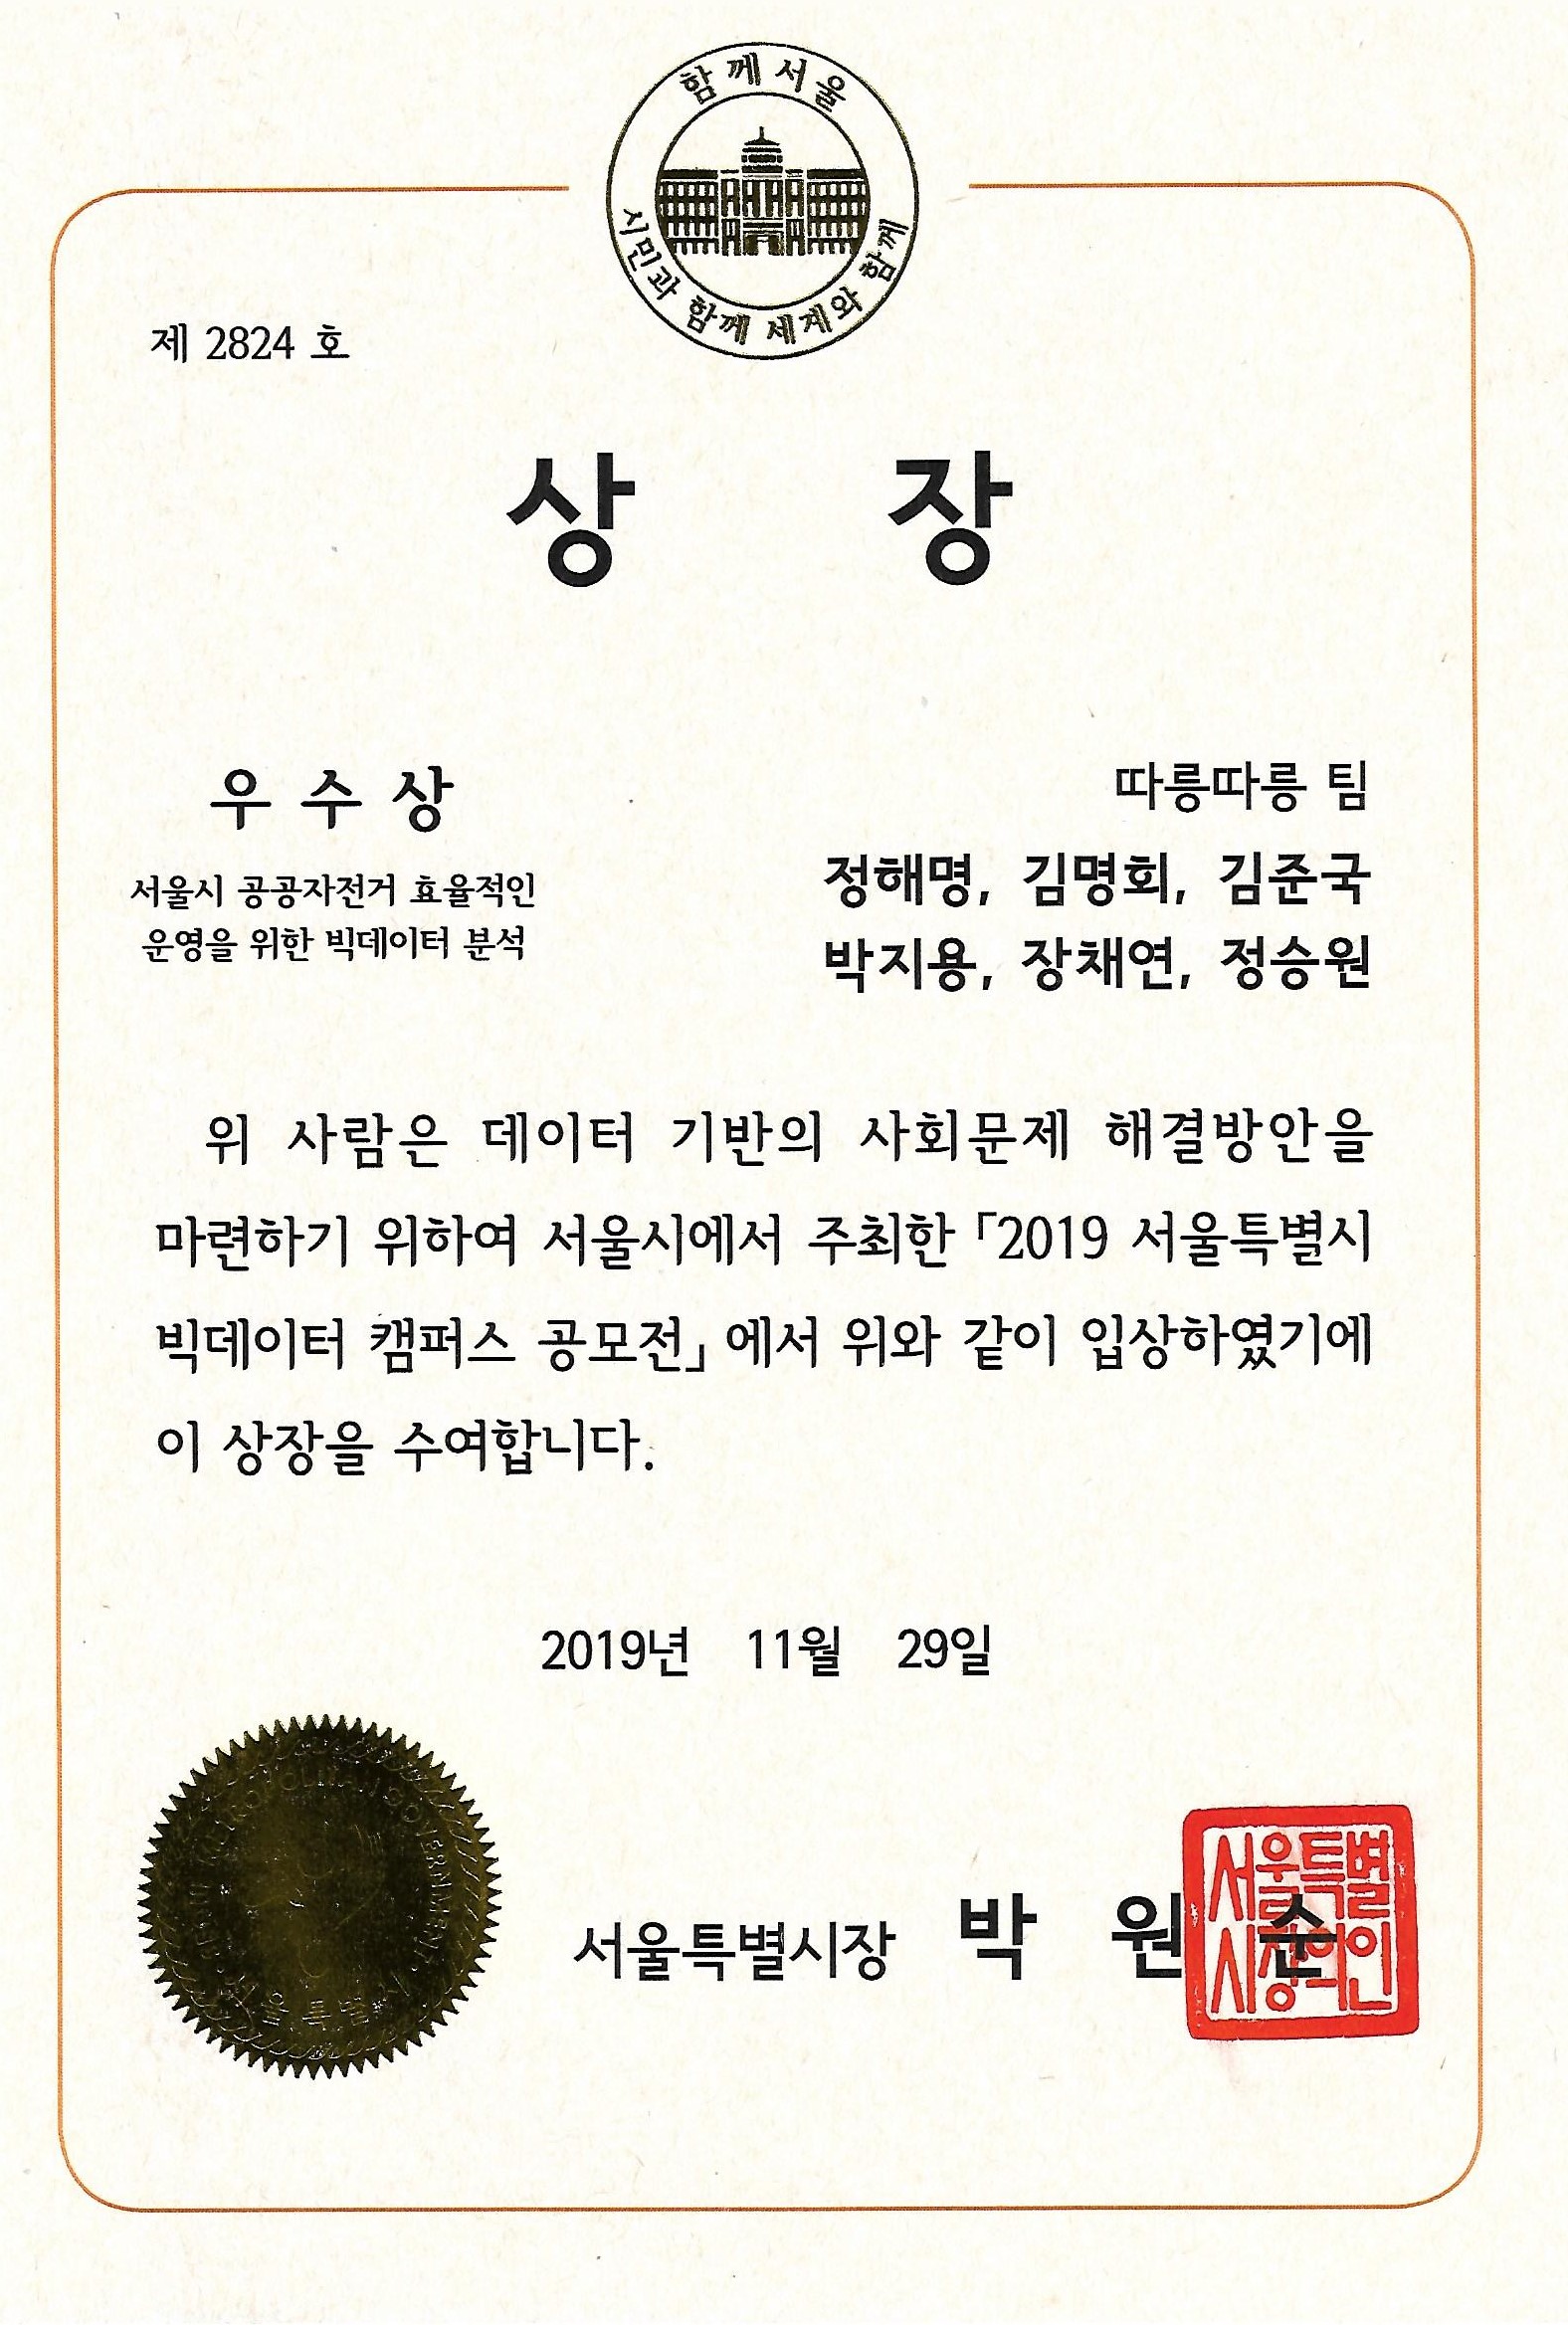 함께서울
시민과 함께 세계와 함께
제 2824 호
상 장
우 수 상
서울시 공공자전거 효율적인
운영을 위한 빅데이터 분석
따릉따릉 팀
정해명, 김명회, 김준국
박지용, 장채연, 정승원
위 사람은 데이터 기반의 사회문제 해결방안을
마련하기 위하여 서울시에서 주최한 「2019 서울특별시
빅데이터 캠퍼스 공모전」에서 위와 같이 입상하였기에
이 상장을 수여합니다.
2019년 11월 29일
SEOUL METROPOLITAN GOVERNMENT
서울특별시
서울특별시장 박 원 순
서울특별
시장의인